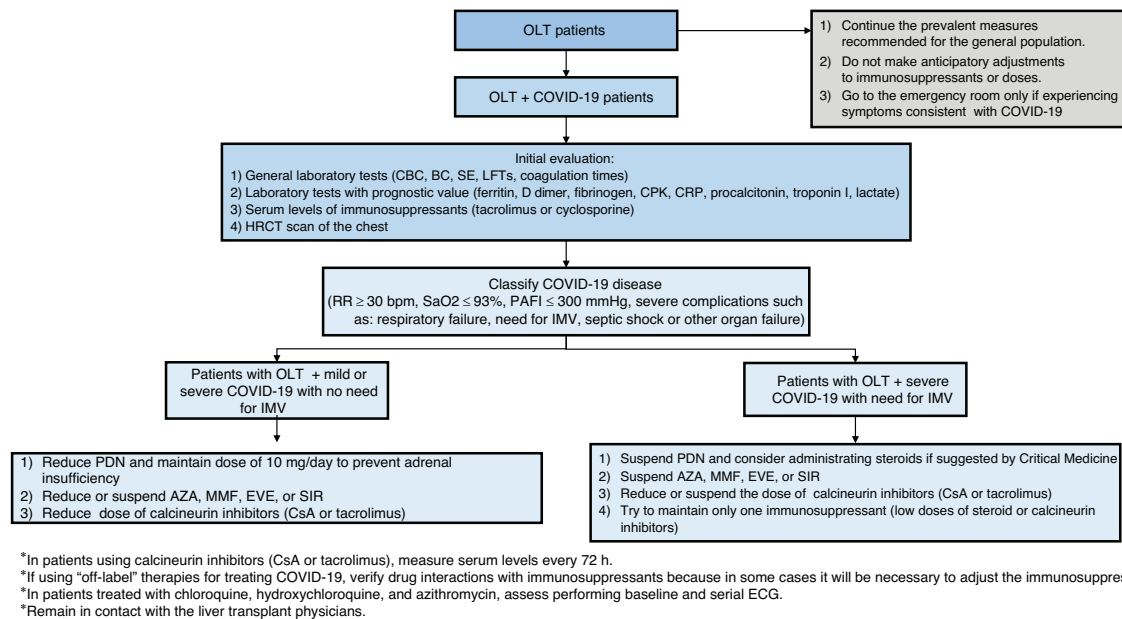 OLT patients
1) Continue the prevalent measures
recommended for the general population.
2) Do not make anticipatory adjustments
to immunosuppressants or doses.
3) Go to the emergency room only if experiencing
symptoms consistent with COVID-19
OLT + COVID-19 patients
Initial evaluation:
1) General laboratory tests (CBC, BC, SE, LFTs, coagulation times)
2) Laboratory tests with prognostic value (ferritin, D dimer, fibrinogen, CPK, CRP, procalcitonin, troponin I, lactate)
3) Serum levels of immunosuppressants (tacrolimus or cyclosporine)
4) HRCT scan of the chest
Classify COVID-19 disease
(RR ≥ 30 bpm, SaO2 ≤ 93%, PAFI ≤ 300 mmHg, severe complications such
as: respiratory failure, need for IMV, septic shock or other organ failure)
Patients with OLT + mild or
severe COVID-19 with no need
for IMV
Patients with OLT + severe
COVID-19 with need for IMV
1) Reduce PDN and maintain dose of 10 mg/day to prevent adrenal
insufficiency
2) Reduce or suspend AZA, MMF, EVE, or SIR
3) Reduce dose of calcineurin inhibitors (CsA or tacrolimus)
1) Suspend PDN and consider administrating steroids if suggested by Critical Medicine
2) Suspend AZA, MMF, EVE, or SIR
3) Reduce or suspend the dose of calcineurin inhibitors (CsA or tacrolimus)
4) Try to maintain only one immunosuppressant (low doses of steroid or calcineurin
inhibitors)
*In patients using calcineurin inhibitors (CsA or tacrolimus), measure serum levels every 72 h.
*If using “off-label” therapies for treating COVID-19, verify drug interactions with immunosuppressants because in some cases it will be necessary to adjust the immunosuppres
*In patients treated with chloroquine, hydroxychloroquine, and azithromycin, assess performing baseline and serial ECG.
*Remain in contact with the liver transplant physicians.